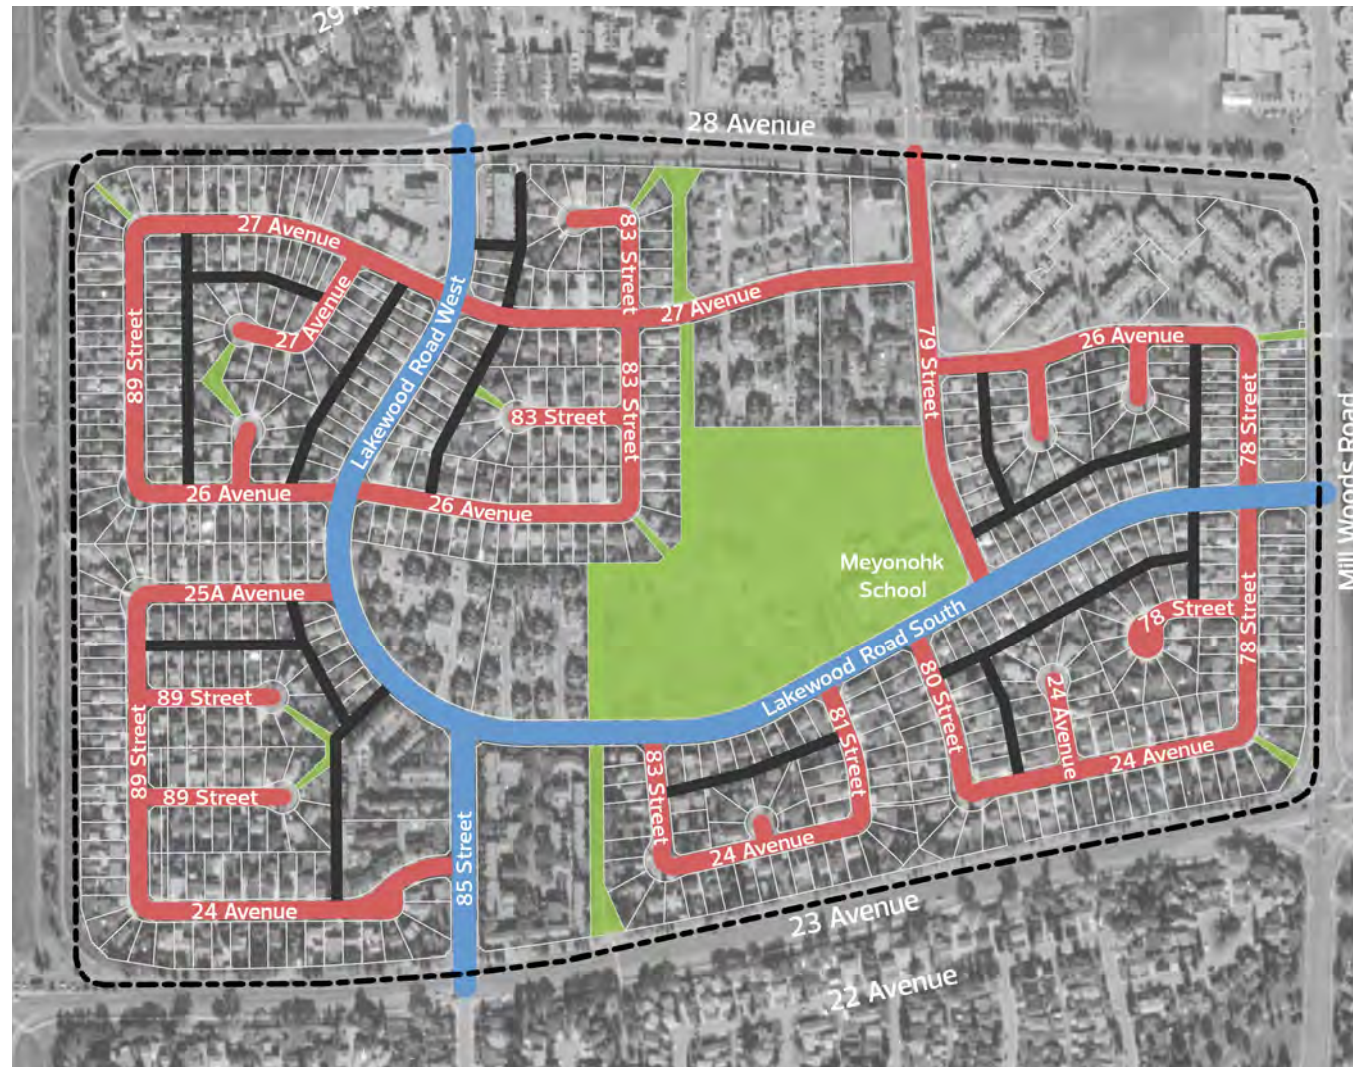 29 A
28 Avenue
27 Avenue
83 Street
27 Avenue
27 Avenue
89 Street
Lakewood Road West
79 Street
26 Avenue
83 Street
83 Street
78 Street
Mill Woods Road
26 Avenue
26 Avenue
Meyonohk
School
25A Avenue
Lakewood Road South
78 Street
78 Street
89 Street
80 Street
24 Avenue
89 Street
81 Street
24 Avenue
89 Street
83 Street
24 Avenue
85 Street
24 Avenue
23 Avenue
22 Avenue